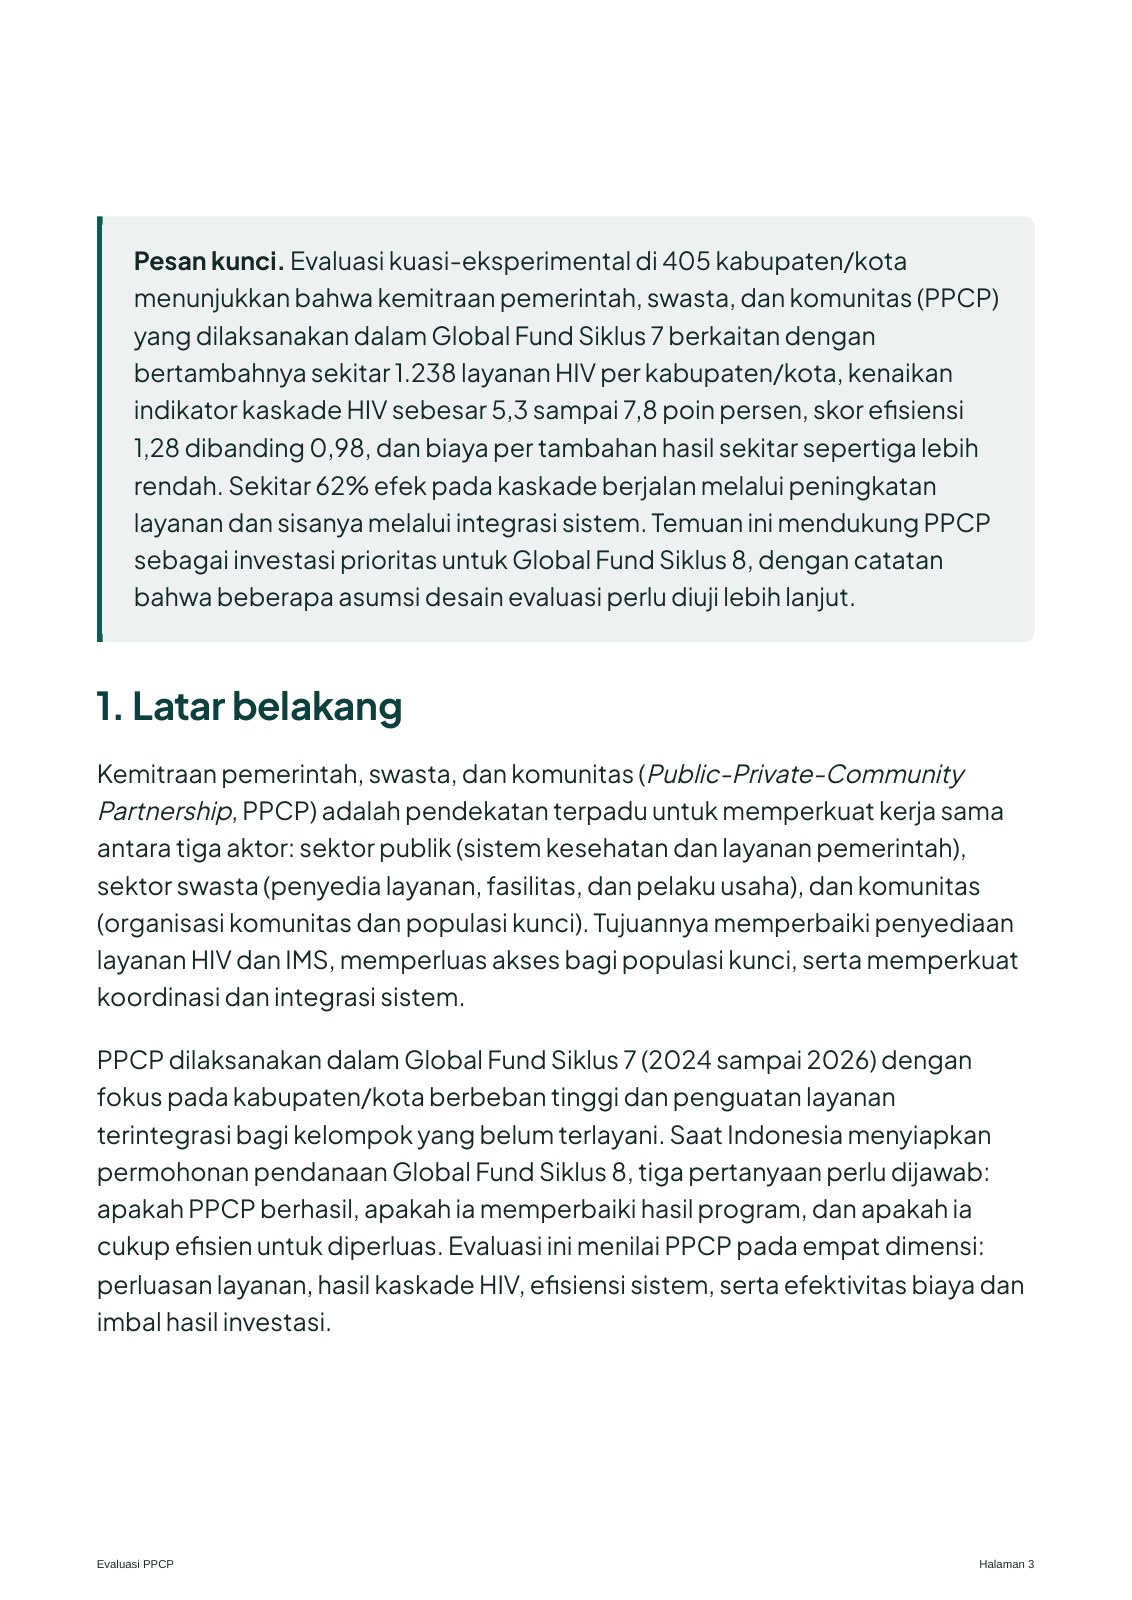 Pesan kunci. Evaluasi kuasi-eksperimental di 405 kabupaten/kota
menunjukkan bahwa kemitraan pemerintah, swasta, dan komunitas (PPCP)
yang dilaksanakan dalam Global Fund Siklus 7 berkaitan dengan
bertambahnya sekitar 1.238 layanan HIV per kabupaten/kota, kenaikan
indikator kaskade HIV sebesar 5,3 sampai 7,8 poin persen, skor efisiensi
1,28 dibanding 0,98, dan biaya per tambahan hasil sekitar sepertiga lebih
rendah. Sekitar 62% efek pada kaskade berjalan melalui peningkatan
layanan dan sisanya melalui integrasi sistem. Temuan ini mendukung PPCP
sebagai investasi prioritas untuk Global Fund Siklus 8, dengan catatan
bahwa beberapa asumsi desain evaluasi perlu diuji lebih lanjut.
1. Latar belakang
Kemitraan pemerintah, swasta, dan komunitas (Public-Private-Community
Partnership, PPCP) adalah pendekatan terpadu untuk memperkuat kerja sama
antara tiga aktor: sektor publik (sistem kesehatan dan layanan pemerintah),
sektor swasta (penyedia layanan, fasilitas, dan pelaku usaha), dan komunitas
(organisasi komunitas dan populasi kunci). Tujuannya memperbaiki penyediaan
layanan HIV dan IMS, memperluas akses bagi populasi kunci, serta memperkuat
koordinasi dan integrasi sistem.
PPCP dilaksanakan dalam Global Fund Siklus 7 (2024 sampai 2026) dengan
fokus pada kabupaten/kota berbeban tinggi dan penguatan layanan
terintegrasi bagi kelompok yang belum terlayani. Saat Indonesia menyiapkan
permohonan pendanaan Global Fund Siklus 8, tiga pertanyaan perlu dijawab:
apakah PPCP berhasil, apakah ia memperbaiki hasil program, dan apakah ia
cukup efisien untuk diperluas. Evaluasi ini menilai PPCP pada empat dimensi:
perluasan layanan, hasil kaskade HIV, efisiensi sistem, serta efektivitas biaya dan
imbal hasil investasi.
Evaluasi PPCP
Halaman 3